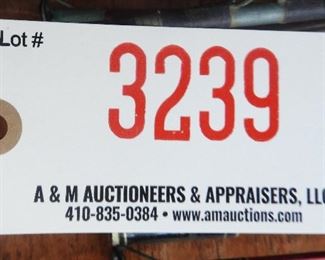 Lot #
3239
A & M AUCTIONEERS & APPRAISERS, LLC
410-835-0384 • www.amauctions.com